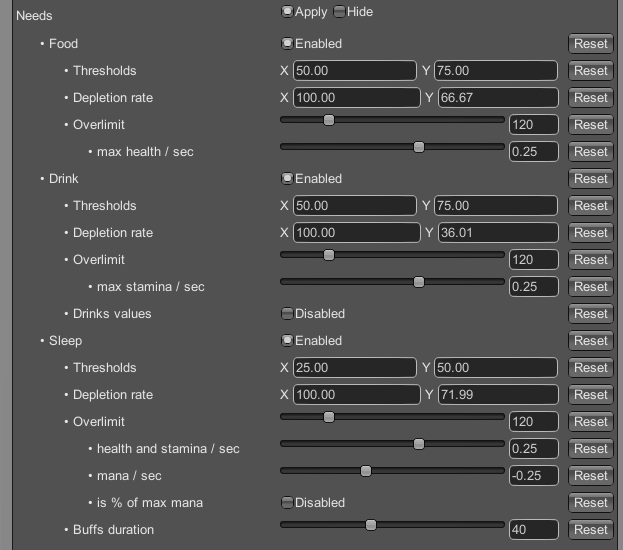 Needs Apply Hide
• Food Enabled Reset
• Thresholds X 50.00 Y 75.00 Reset
• Depletion rate X 100.00 Y 66.67 Reset
• Overlimit 120 Reset
• max health / sec 0.25 Reset
• Drink Enabled Reset
• Thresholds X 50.00 Y 75.00 Reset
• Depletion rate X 100.00 Y 36.01 Reset
• Overlimit 120 Reset
• max stamina / sec 0.25 Reset
• Drinks values Disabled Reset
• Sleep Enabled Reset
• Thresholds X 25.00 Y 50.00 Reset
• Depletion rate X 100.00 Y 71.99 Reset
• Overlimit 120 Reset
• health and stamina / sec 0.25 Reset
• mana / sec -0.25 Reset
• is % of max mana Disabled Reset
• Buffs duration 40 Reset